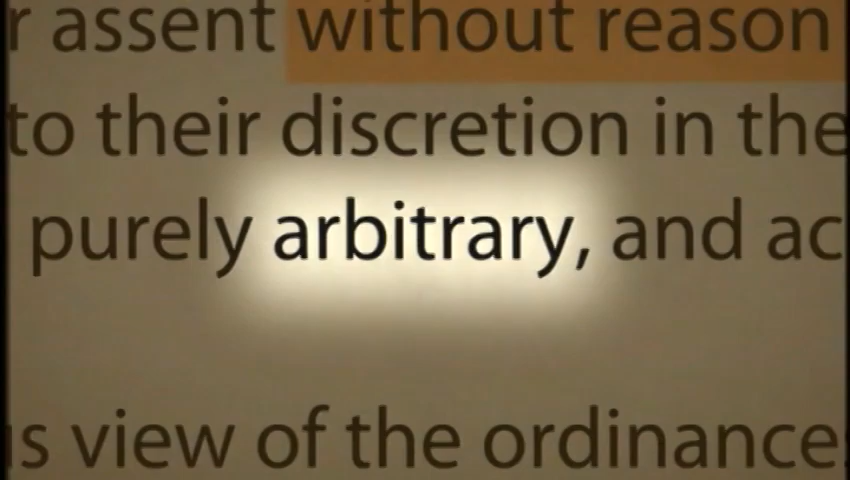 r assent without reason
to their discretion in the
purely arbitrary, and ac
s view of the ordinance